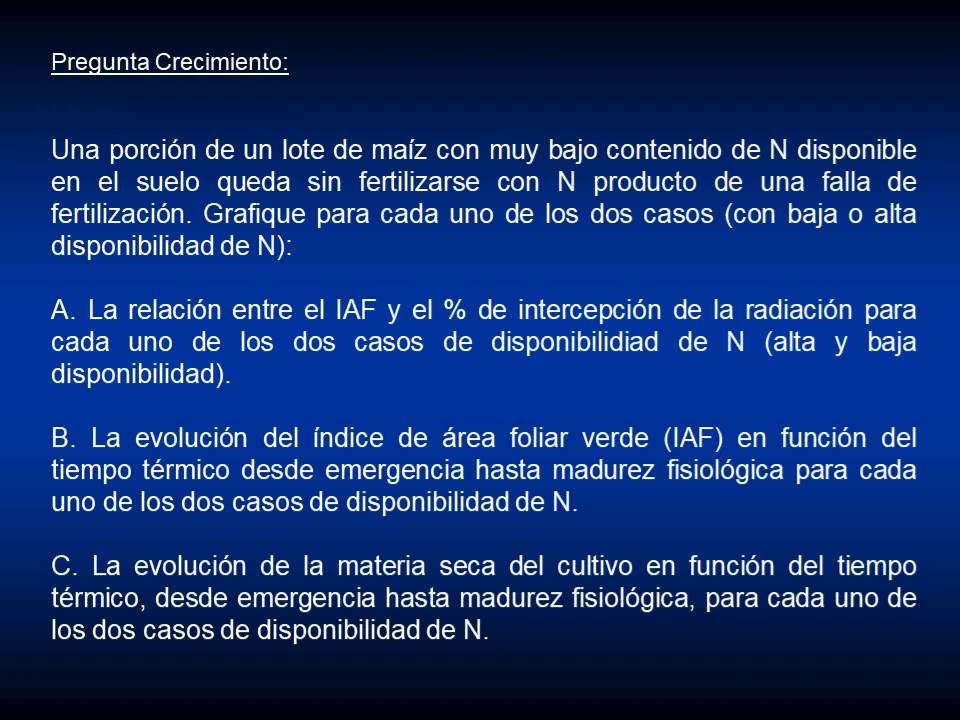 Pregunta Crecimiento:
Una porción de un lote de maíz con muy bajo contenido de N disponible
en el suelo queda sin fertilizarse con N producto de una falla de
fertilización. Grafique para cada uno de los dos casos (con baja o alta
disponibilidad de N):
A. La relación entre el IAF y el % de intercepción de la radiación para
cada uno de los dos casos de disponibilidiad de N (alta y baja
disponibilidad).
B. La evolución del índice de área foliar verde (IAF) en función del
tiempo térmico desde emergencia hasta madurez fisiológica para cada
uno de los dos casos de disponibilidad de N.
C. La evolución de la materia seca del cultivo en función del tiempo
térmico, desde emergencia hasta madurez fisiológica, para cada uno de
los dos casos de disponibilidad de N.